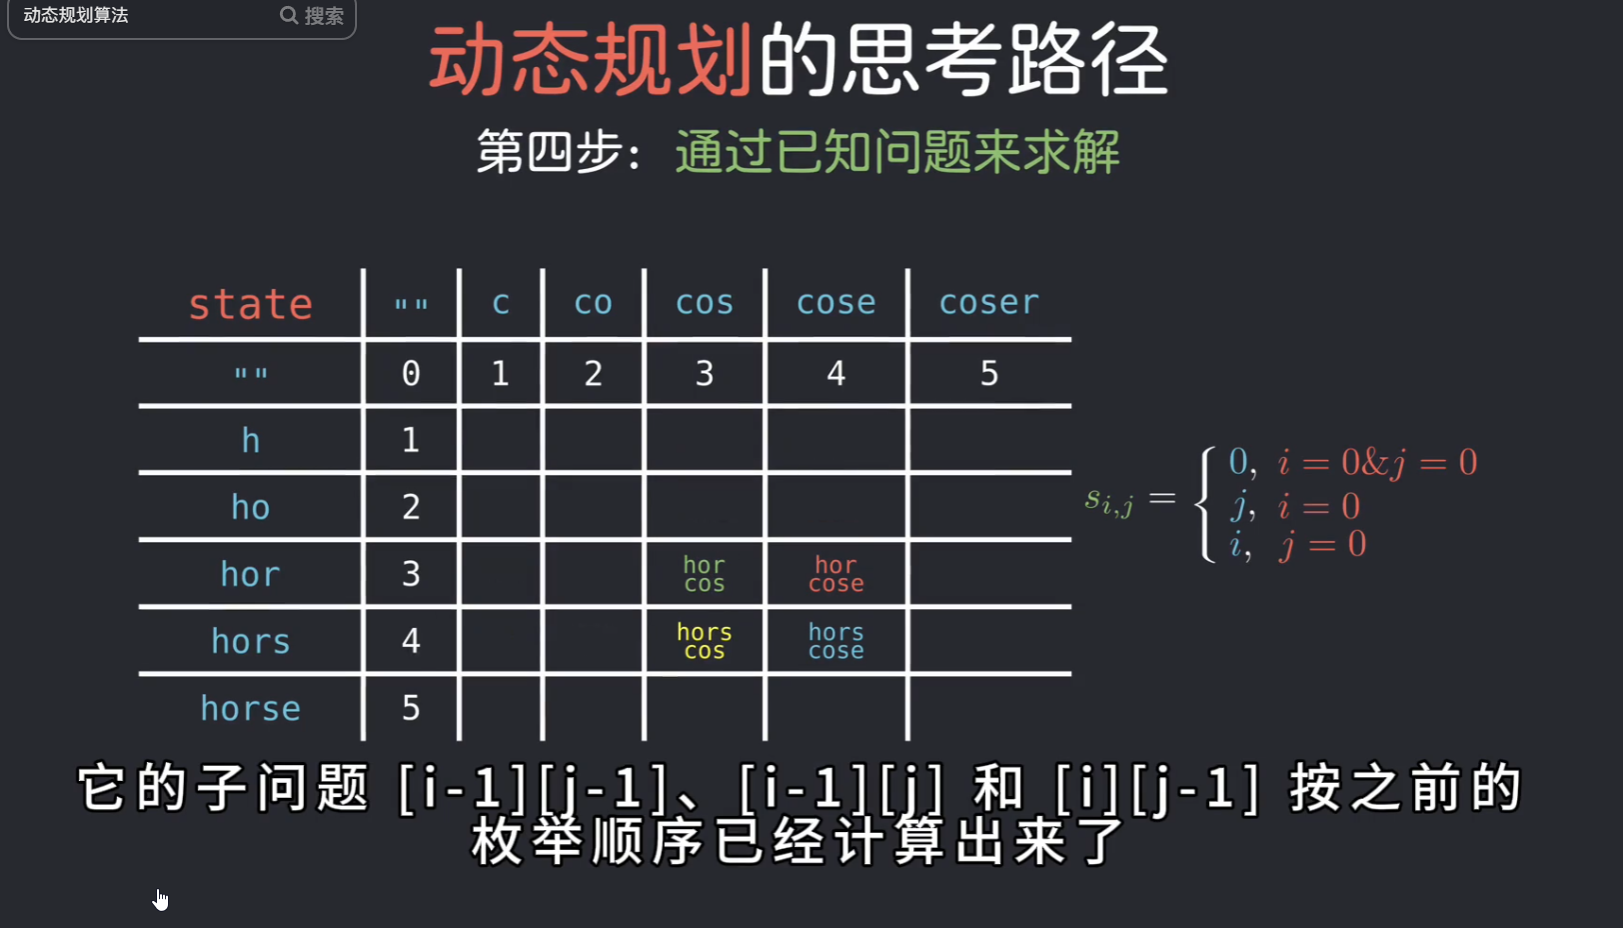 动态规划算法 搜索
动态规划的思考路径
第四步：通过已知问题来求解
state "" c co cos cose coser
"" 0 1 2 3 4 5
h 1
ho 2
hor 3 hor cos hor cose
hors 4 hors cos hors cose
horse 5
s_{i,j} = { 0, i = 0&j = 0
j, i = 0
i, j = 0
它的子问题 [i-1][j-1]、[i-1][j] 和 [i][j-1] 按之前的
枚举顺序已经计算出来了